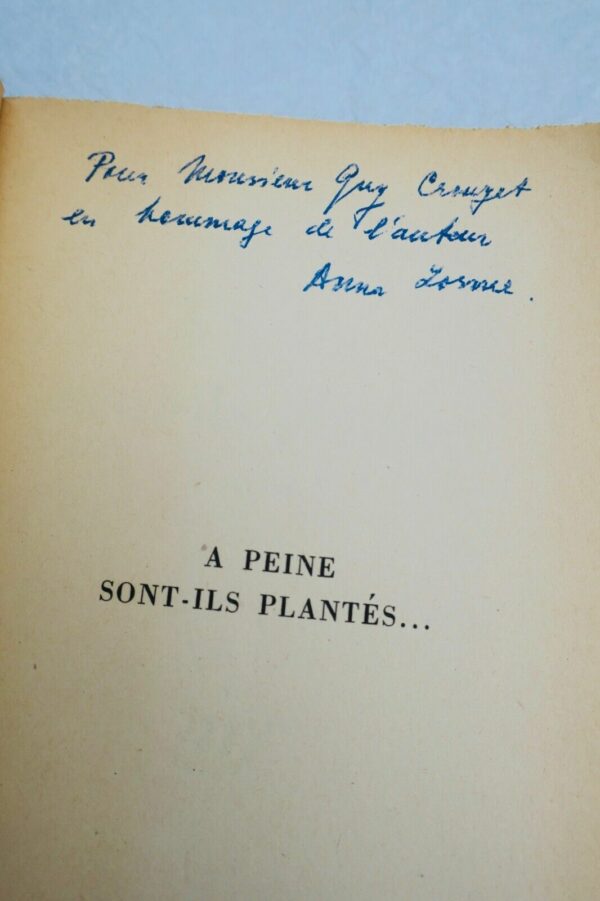 Pour Monsieur Guy Crouzet
en hommage de l'auteur
Anna Lorme.
A PEINE
SONT-ILS PLANTÉS...